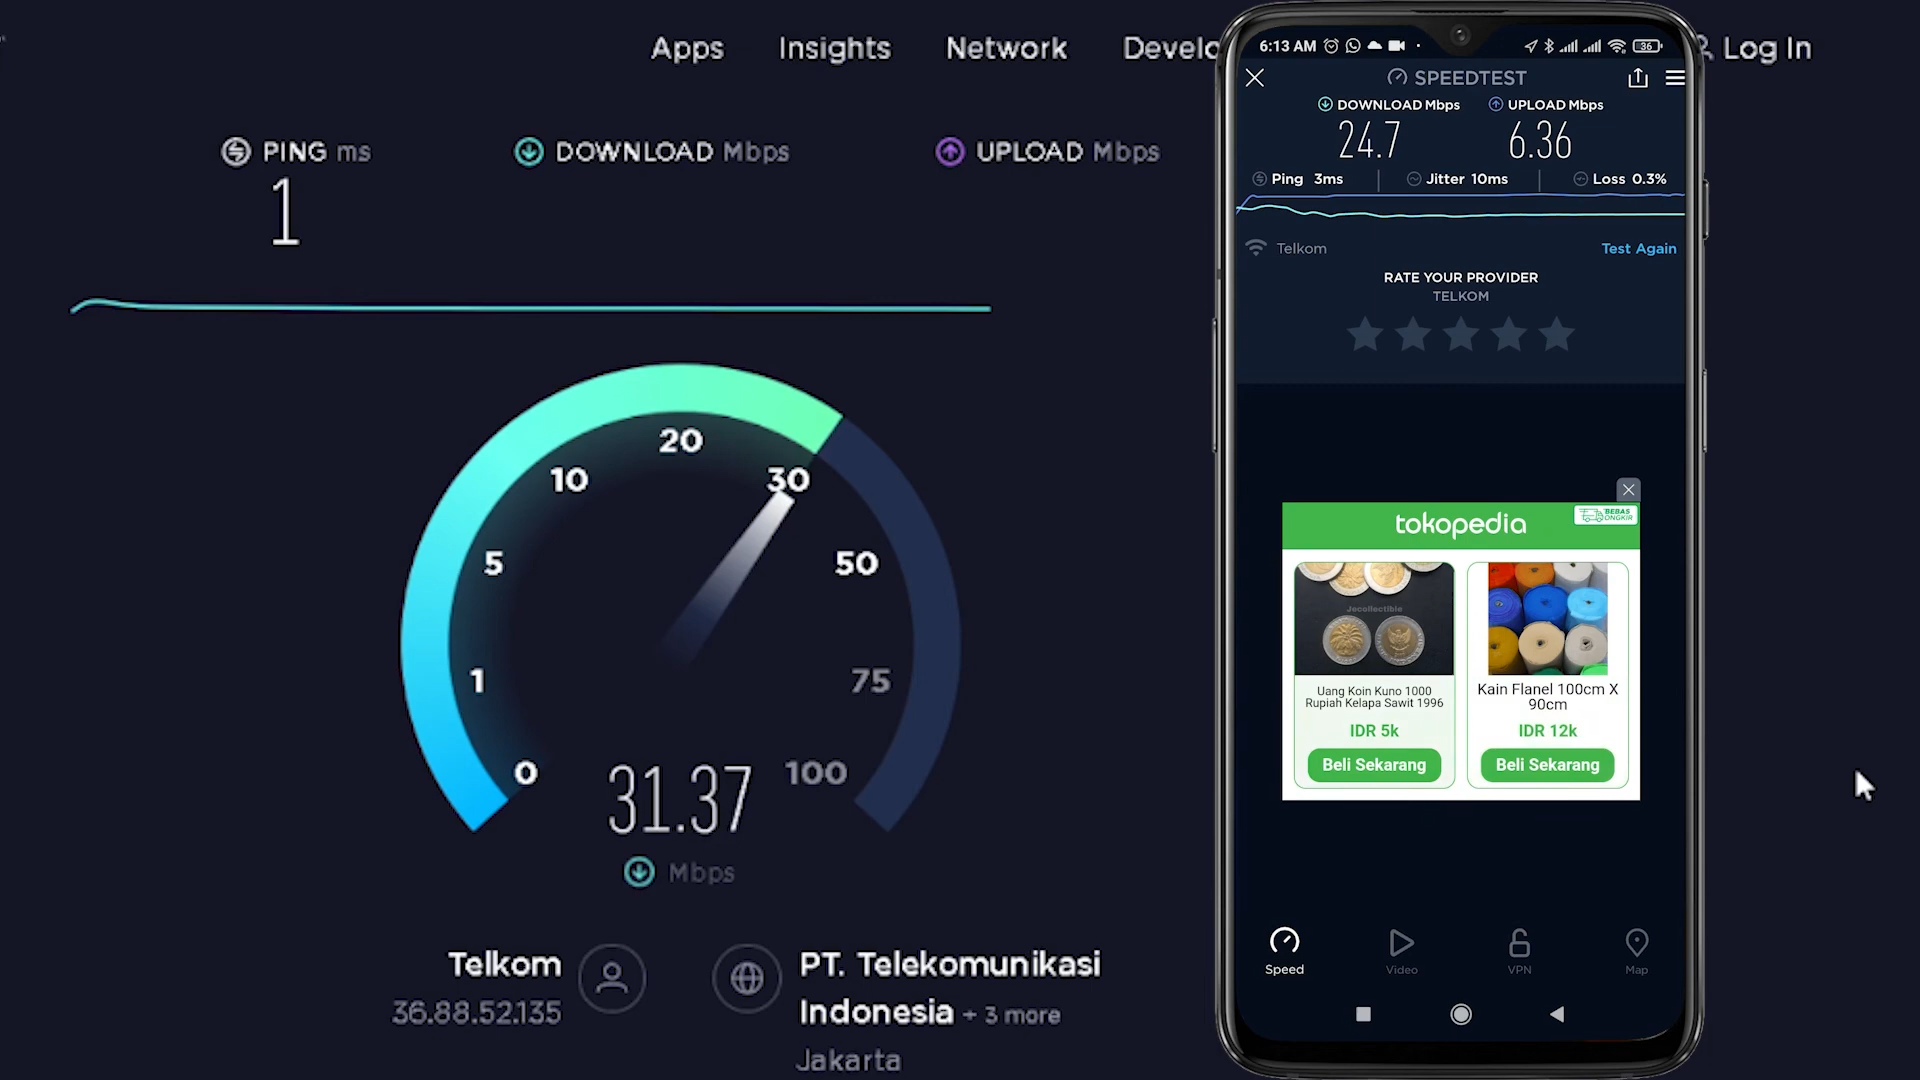 Apps Insights Network Develo Log In
PING ms
1
DOWNLOAD Mbps
UPLOAD Mbps
0
1
5
10
20
30
50
75
100
31.37
Mbps
Telkom
36.88.52.135
PT. Telekomunikasi
Indonesia + 3 more
Jakarta
6:13 AM
36
SPEEDTEST
DOWNLOAD Mbps
24.7
UPLOAD Mbps
6.36
Ping 3ms
Jitter 10ms
Loss 0.3%
Telkom
Test Again
RATE YOUR PROVIDER
TELKOM
tokopedia
BEBAS
ONGKIR
Jocollectible
Uang Koin Kuno 1000
Rupiah Kelapa Sawit 1996
IDR 5k
Beli Sekarang
Kain Flanel 100cm X
90cm
IDR 12k
Beli Sekarang
Speed
Video
VPN
Map